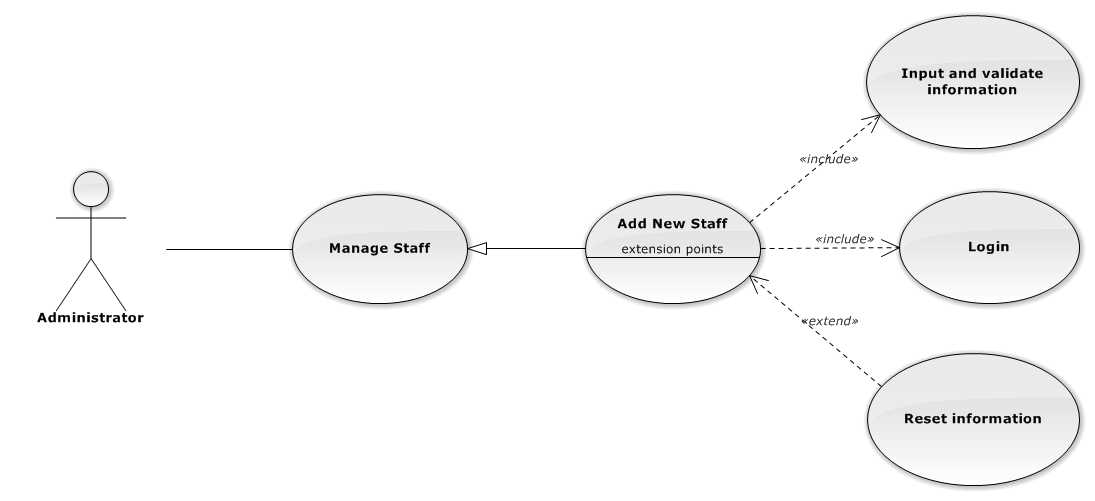 Input and validate
information
«include»
Add New Staff
extension points
«include»
Login
Manage Staff
Administrator
«extend»
Reset information